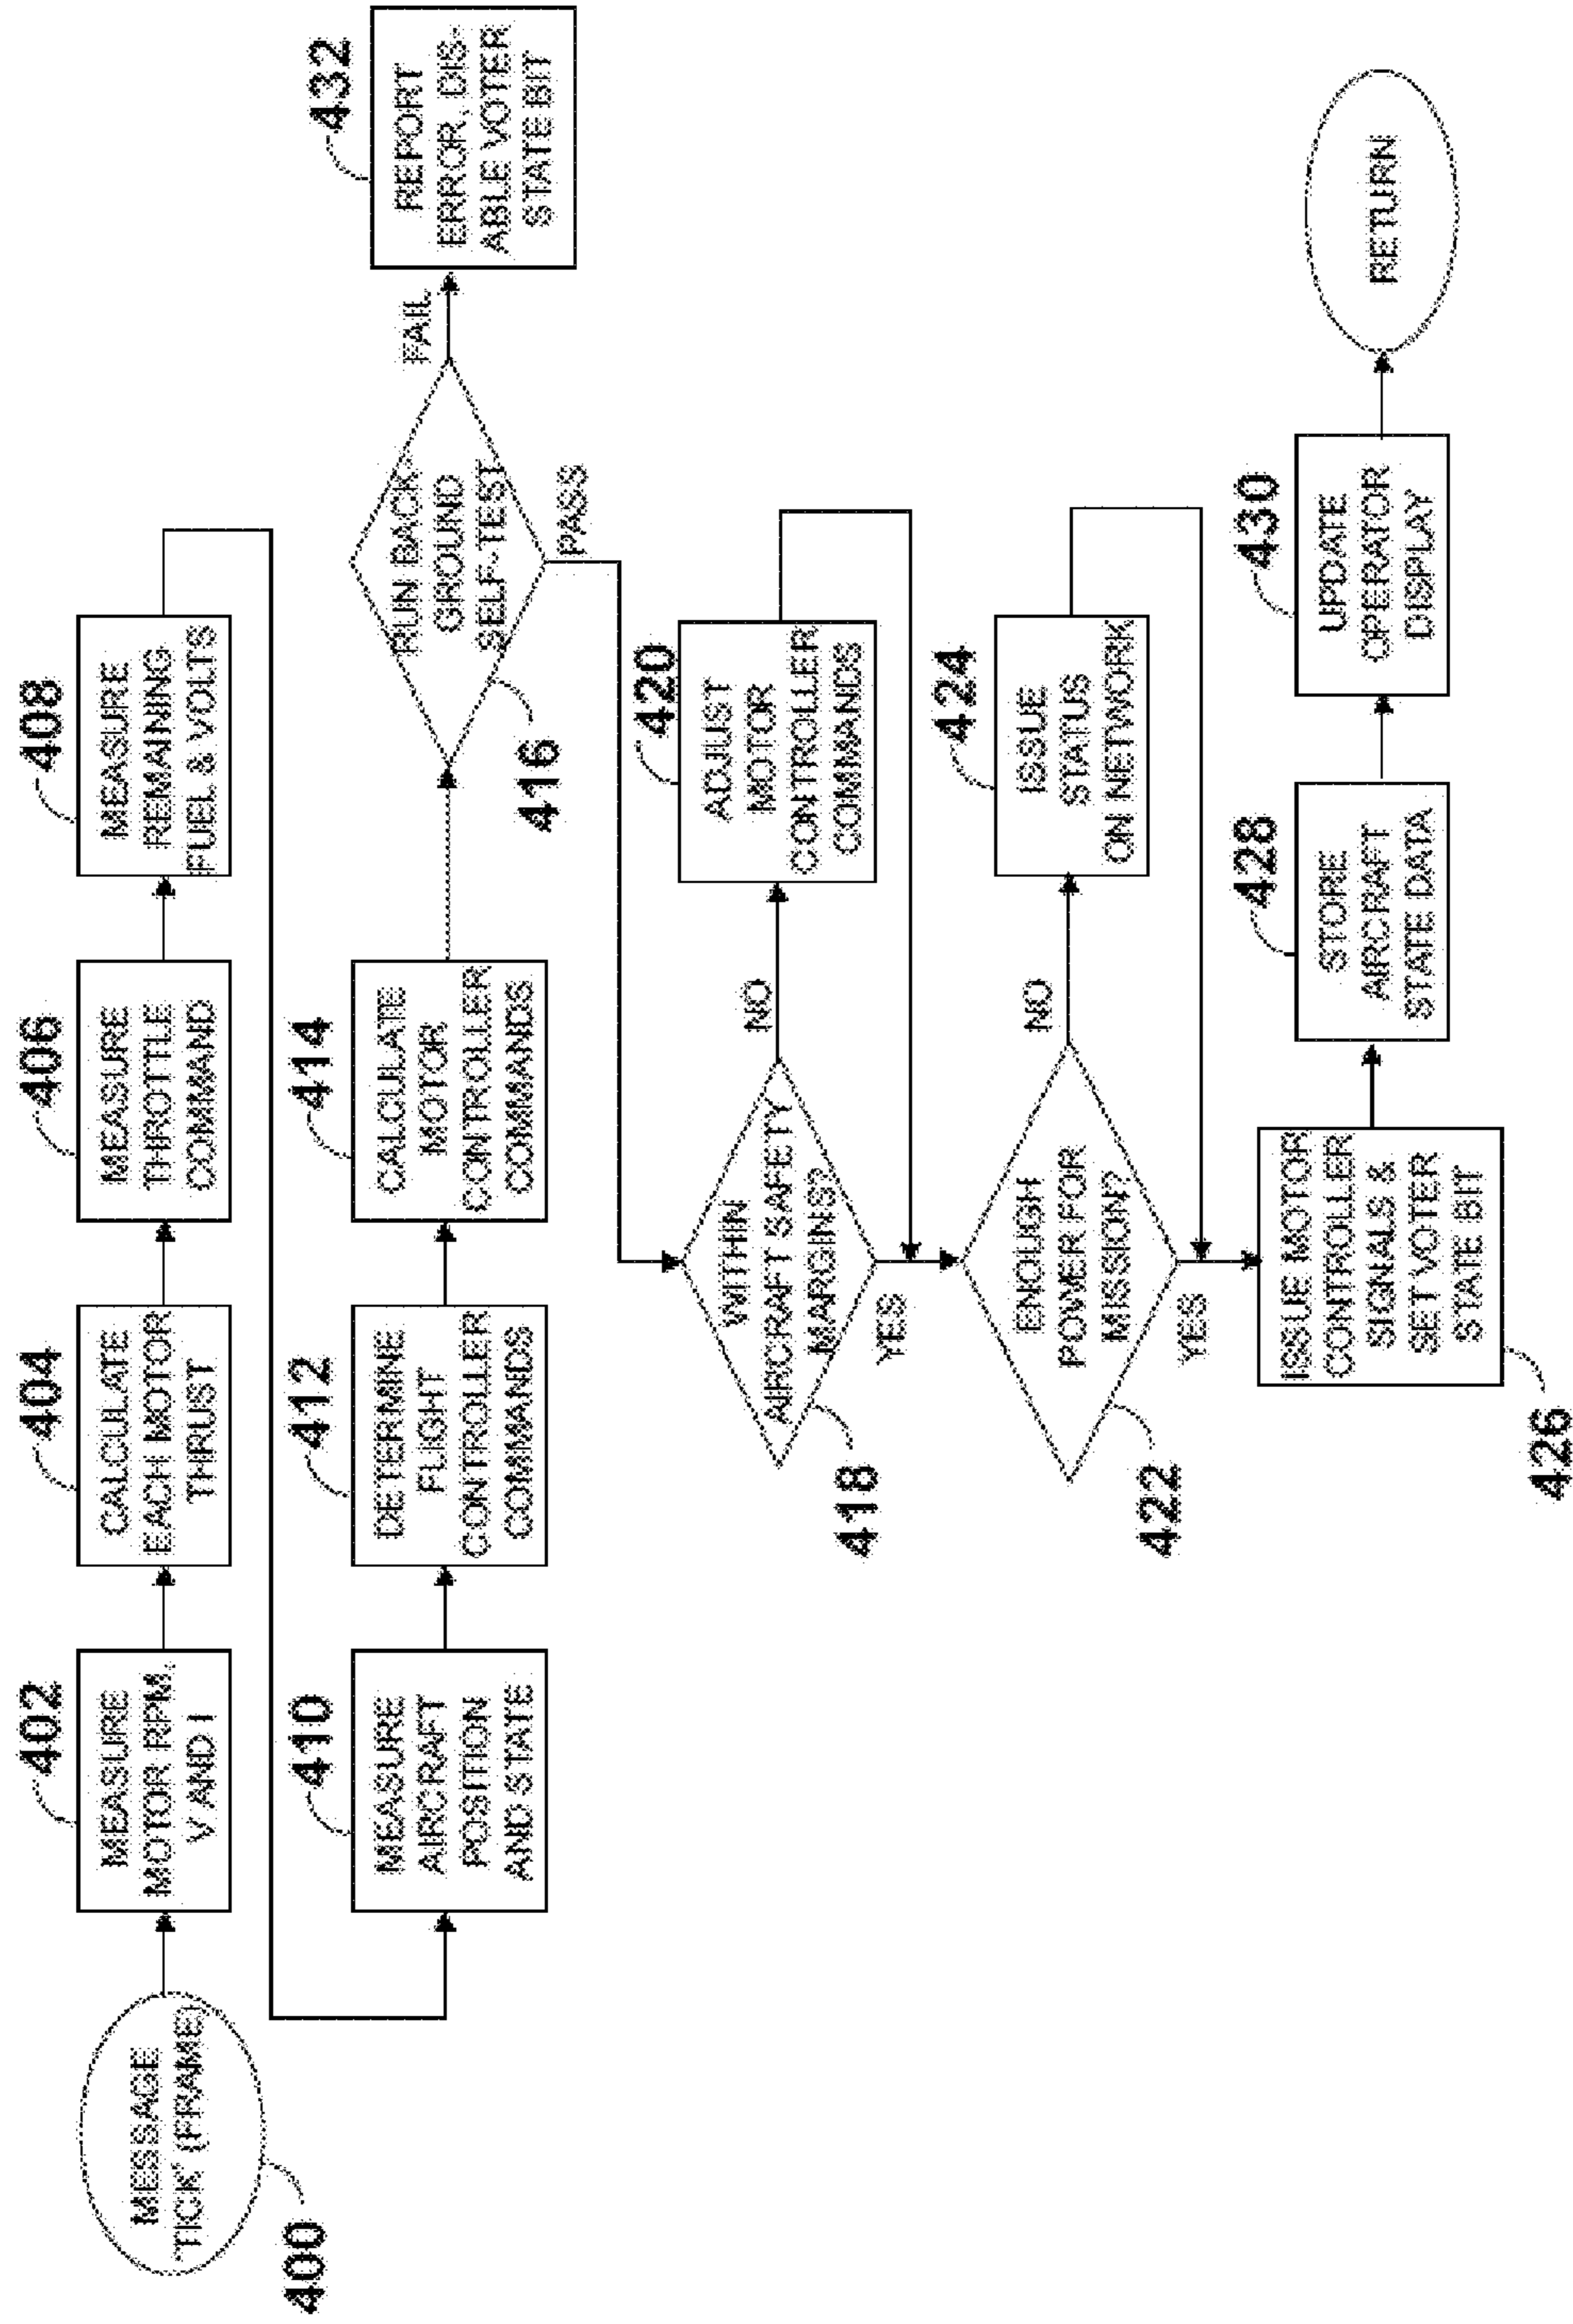 400
MESSAGE
"TICK" (FRAME)
402
MEASURE
MOTOR RPM,
V AND I
404
CALCULATE
EACH MOTOR
THRUST
406
MEASURE
THROTTLE
COMMAND
408
MEASURE
REMAINING
FUEL & VOLTS
410
MEASURE
AIRCRAFT
POSITION
AND STATE
412
DETERMINE
FLIGHT
CONTROLLER
COMMANDS
414
CALCULATE
MOTOR
CONTROLLER
COMMANDS
416
RUN BACK-
GROUND
SELF-TEST
FAIL
PASS
432
REPORT
ERROR, DIS-
ABLE VOTER
STATE BIT
418
WITHIN
AIRCRAFT SAFETY
MARGINS?
NO
YES
420
ADJUST
MOTOR
CONTROLLER
COMMANDS
422
ENOUGH
POWER FOR
MISSION?
NO
YES
424
ISSUE
STATUS
ON NETWORK
426
ISSUE MOTOR
CONTROLLER
SIGNALS &
SET VOTER
STATE BIT
428
STORE
AIRCRAFT
STATE DATA
430
UPDATE
OPERATOR
DISPLAY
RETURN